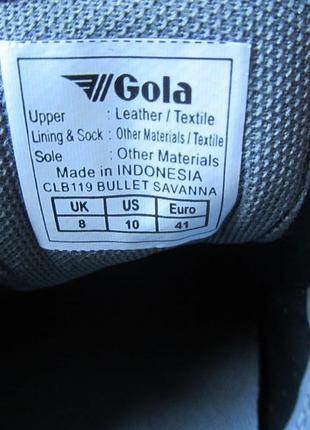 Gola
Upper : Leather / Textile
Lining & Sock : Other Materials / Textile
Sole : Other Materials
Made in INDONESIA
CLB119 BULLET SAVANNA
UK US Euro
8 10 41